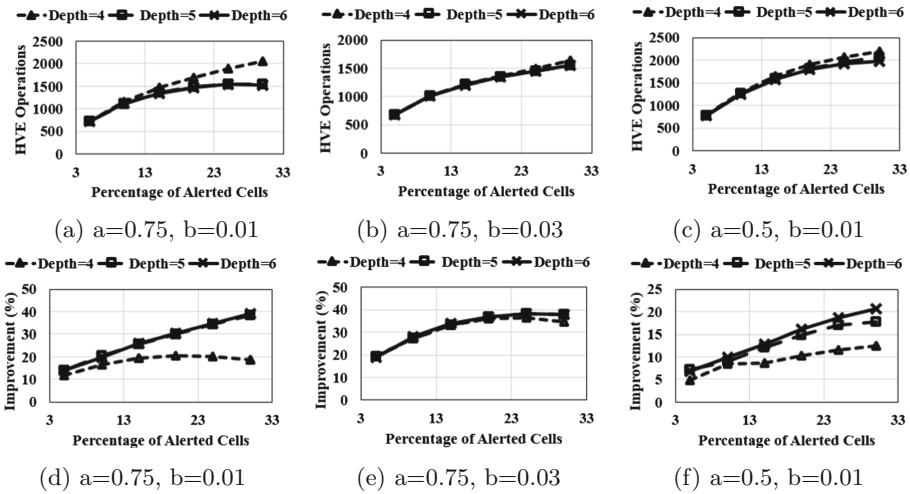 Depth=4 Depth=5 Depth=6
HVE Operations
2500
2000
1500
1000
500
0
3 13 23 33
Percentage of Alerted Cells
(a) a=0.75, b=0.01
Depth=4 Depth=5 Depth=6
HVE Operations
2000
1500
1000
500
0
3 13 23 33
Percentage of Alerted Cells
(b) a=0.75, b=0.03
Depth=4 Depth=5 Depth=6
HVE Operations
2500
2000
1500
1000
500
0
3 13 23 33
Percentage of Alerted Cells
(c) a=0.5, b=0.01
Depth=4 Depth=5 Depth=6
Improvement (%)
50
40
30
20
10
0
3 13 23 33
Percentage of Alerted Cells
(d) a=0.75, b=0.01
Depth=4 Depth=5 Depth=6
Improvement (%)
50
40
30
20
10
0
3 13 23 33
Percentage of Alerted Cells
(e) a=0.75, b=0.03
Depth=4 Depth=5 Depth=6
Improvement (%)
25
20
15
10
5
0
3 13 23 33
Percentage of Alerted Cells
(f) a=0.5, b=0.01